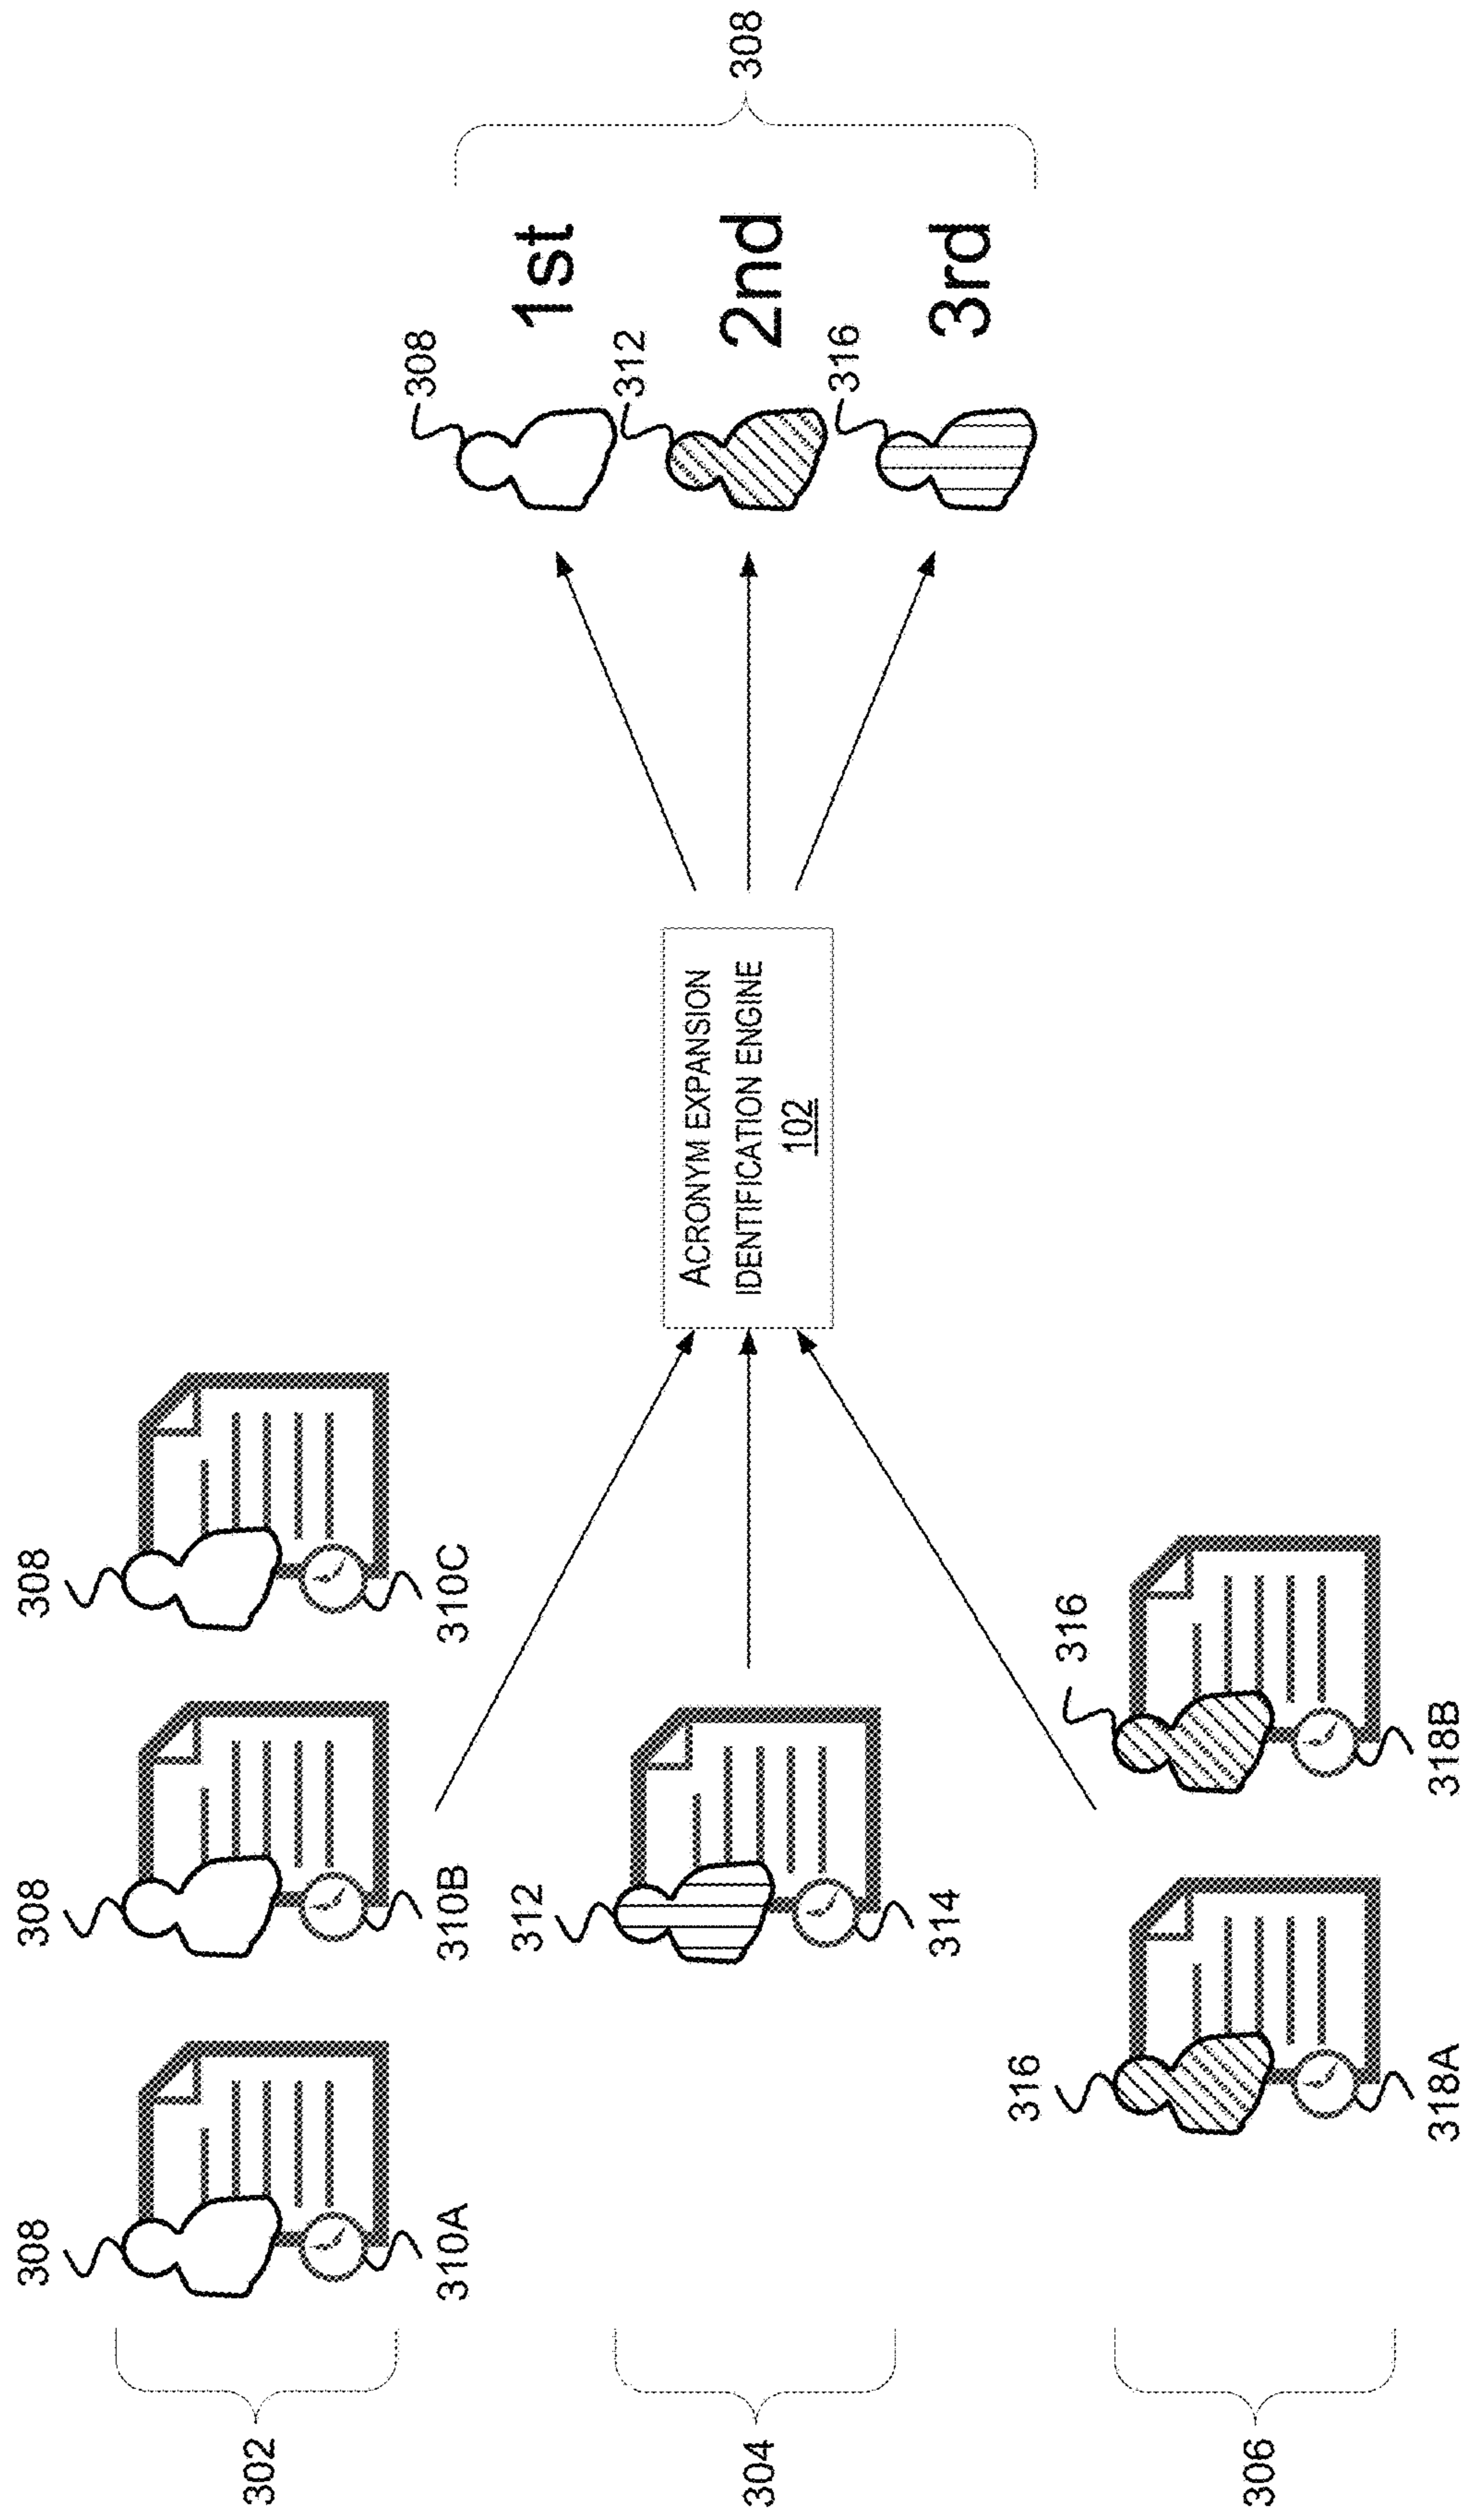 308
308
308
302
310A
310B
310C
312
304
314
316
316
306
318A
318B
ACRONYM EXPANSION
IDENTIFICATION ENGINE
102
308
1st
312
2nd
316
3rd
308